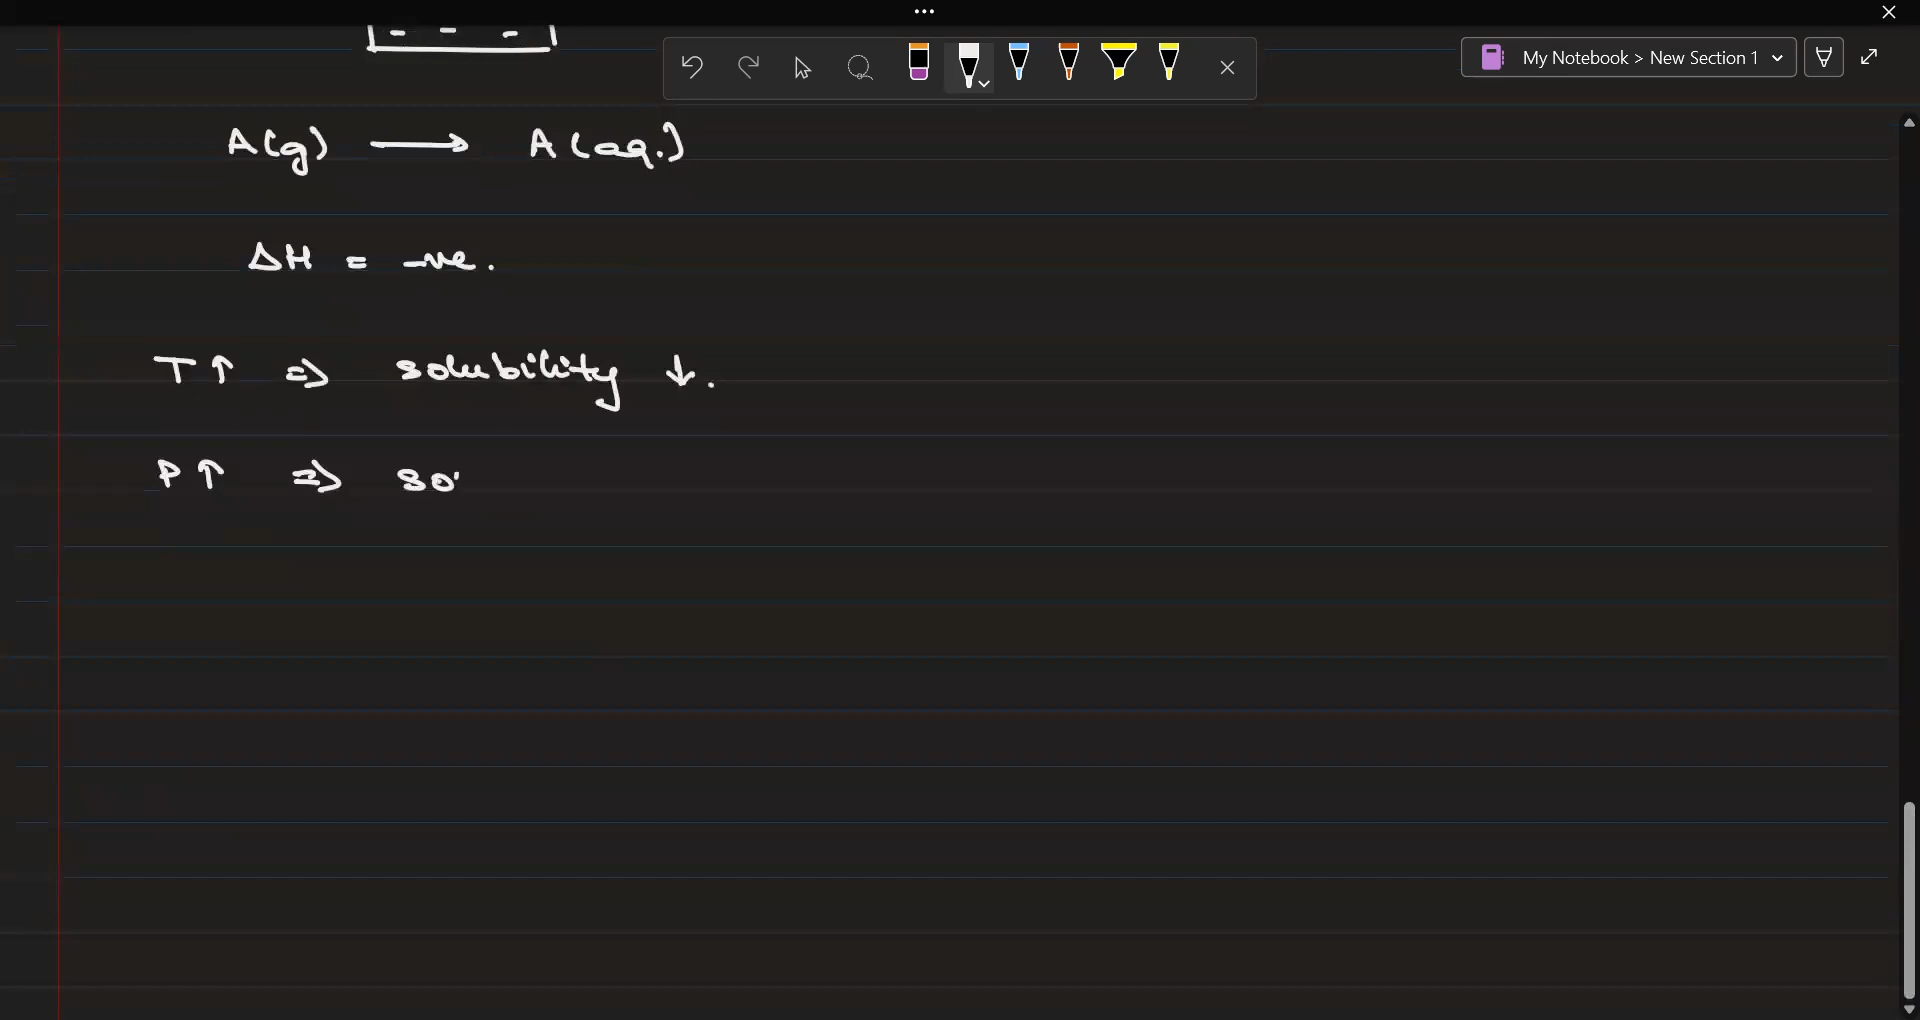 My Notebook > New Section 1
A(g) ⟶ A(aq.)
ΔH = -ve.
T↑ ⇒ solubility ↓.
P↑ ⇒ so